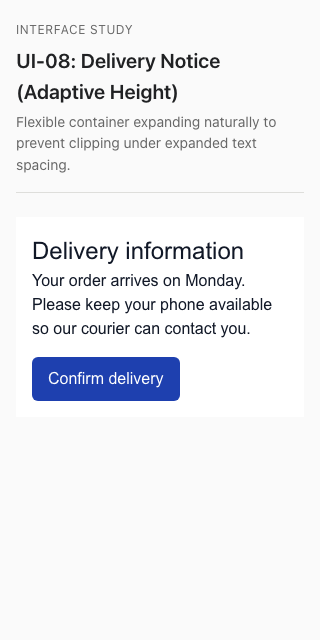 INTERFACE STUDY
UI-08: Delivery Notice
(Adaptive Height)
Flexible container expanding naturally to
prevent clipping under expanded text
spacing.
Delivery information
Your order arrives on Monday.
Please keep your phone available
so our courier can contact you.
Confirm delivery